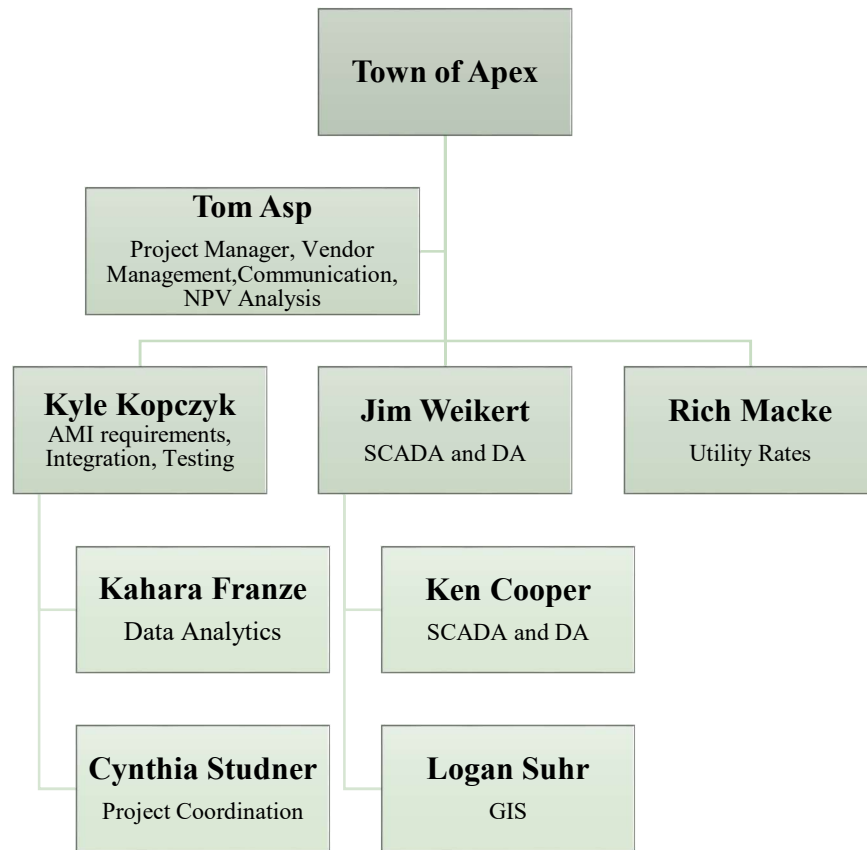 Town of Apex
Tom Asp
Project Manager, Vendor
Management,Communication,
NPV Analysis
Kyle Kopczyk
AMI requirements,
Integration, Testing
Jim Weikert
SCADA and DA
Rich Macke
Utility Rates
Kahara Franze
Data Analytics
Ken Cooper
SCADA and DA
Cynthia Studner
Project Coordination
Logan Suhr
GIS